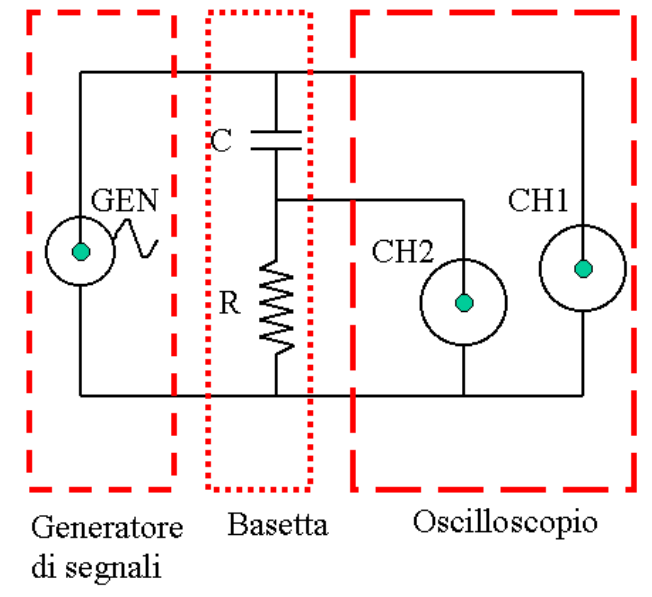 C
GEN
CH1
CH2
R
Generatore
di segnali
Basetta
Oscilloscopio